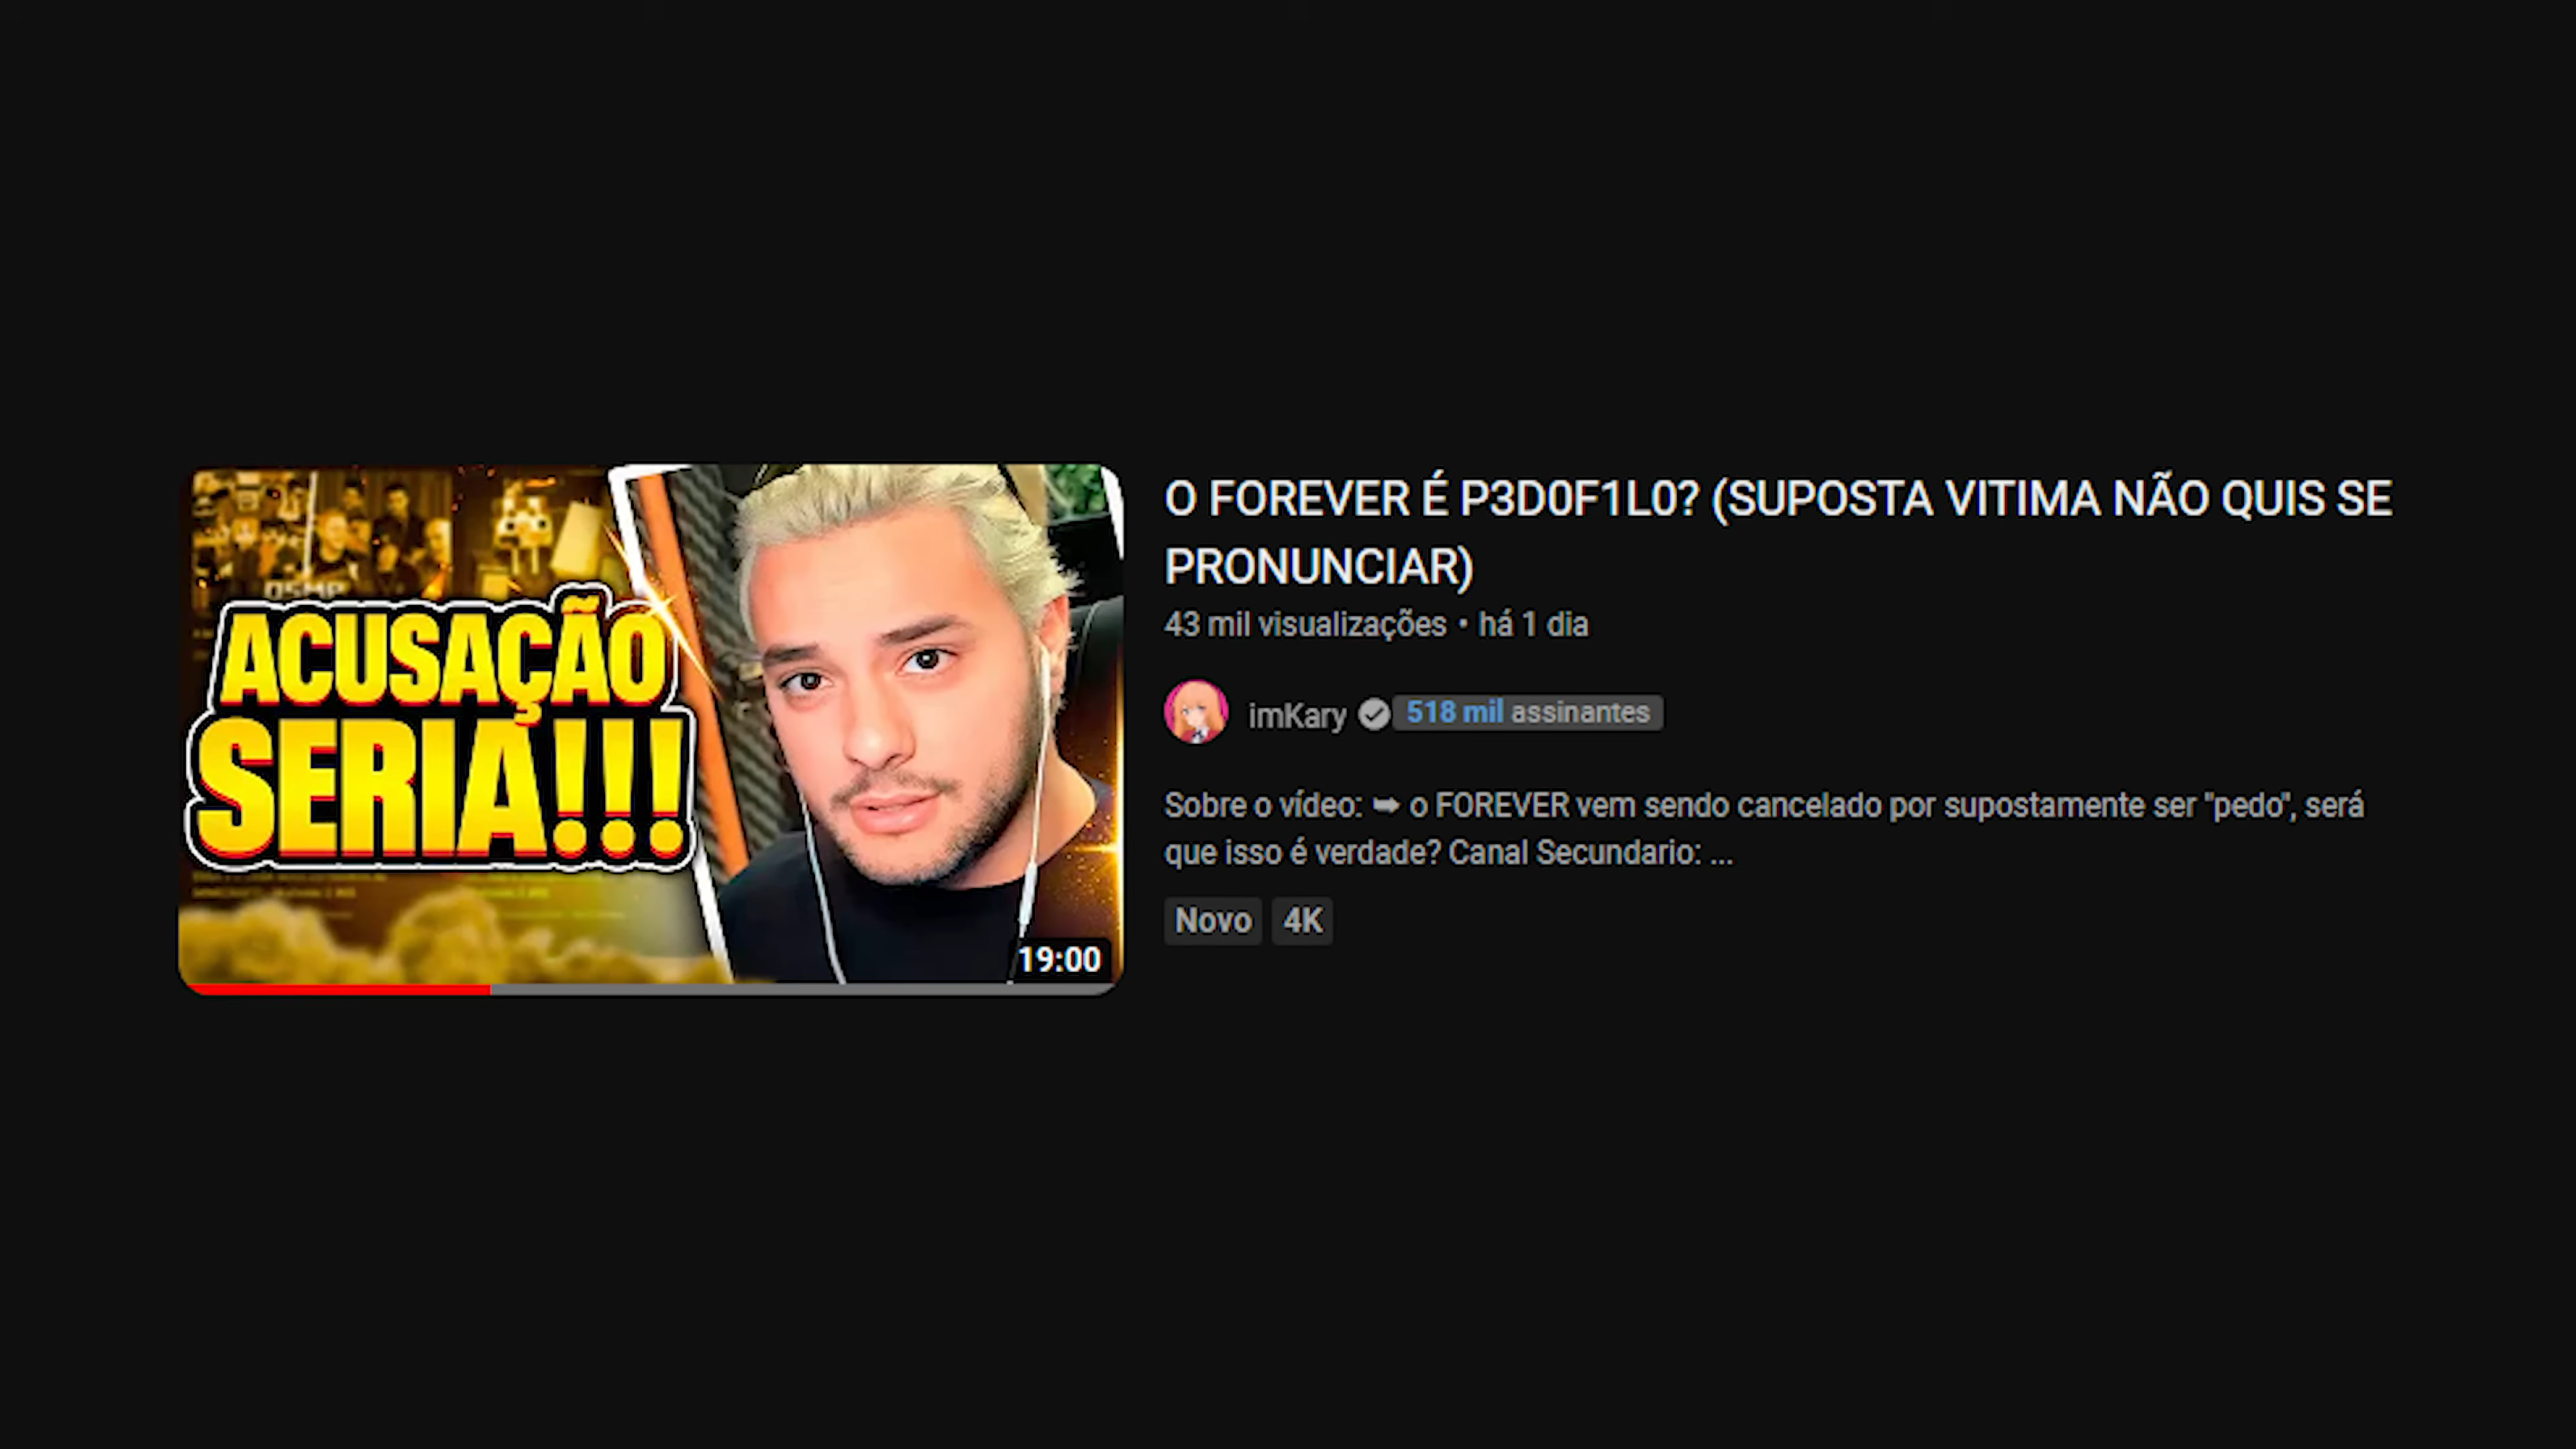 QSMP
ACUSAÇÃO
SERIA!!!
19:00
O FOREVER É P3D0F1L0? (SUPOSTA VITIMA NÃO QUIS SE
PRONUNCIAR)
43 mil visualizações • há 1 dia
imKary
518 mil assinantes
Sobre o vídeo: ➥ o FOREVER vem sendo cancelado por supostamente ser "pedo", será
que isso é verdade? Canal Secundario: ...
Novo
4K